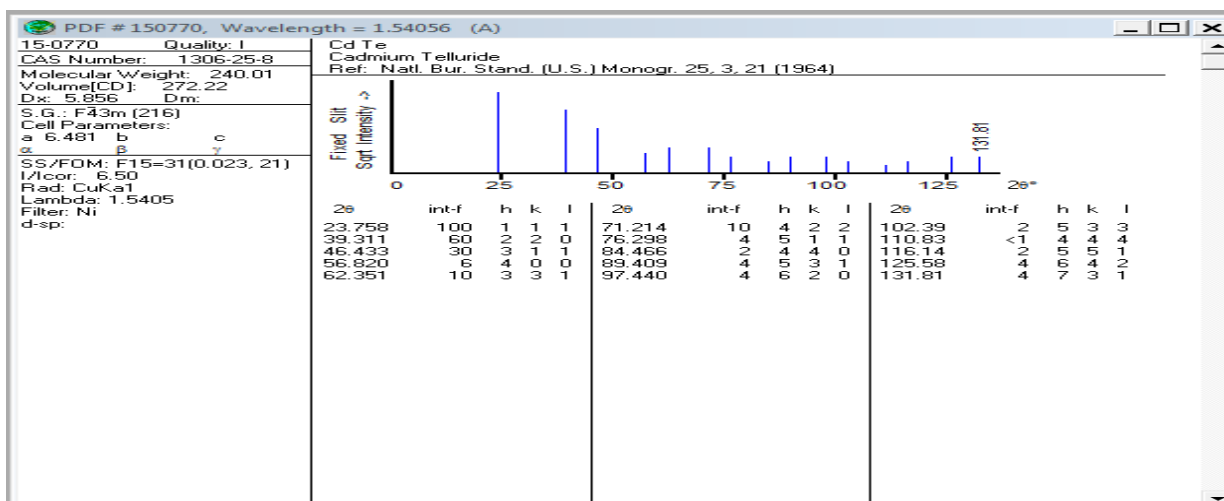 PDF # 150770, Wavelength = 1.54056 (A)
15-0770 Quality: I
CAS Number: 1306-25-8
Molecular Weight: 240.01
Volume[CD]: 272.22
Dx: 5.856 Dm:
S.G.: F4̅3m (216)
Cell Parameters:
a 6.481 b c
α β γ
SS/FOM: F15=31(0.023, 21)
I/Icor: 6.50
Rad: CuKa1
Lambda: 1.5405
Filter: Ni
d-sp:
Cd Te
Cadmium Telluride
Ref: Natl. Bur. Stand. (U.S.) Monogr. 25, 3, 21 (1964)
Fixed Slit
Sqrt Intensity ->
131.81
0 25 50 75 100 125 2θ°
2θ int-f h k l 2θ int-f h k l 2θ int-f h k l
23.758 100 1 1 1 71.214 10 4 2 2 102.39 2 5 3 3
39.311 60 2 2 0 76.298 4 5 1 1 110.83 <1 4 4 4
46.433 30 3 1 1 84.466 2 4 4 0 116.14 2 5 5 1
56.820 6 4 0 0 89.409 4 5 3 1 125.58 4 6 4 2
62.351 10 3 3 1 97.440 4 6 2 0 131.81 4 7 3 1